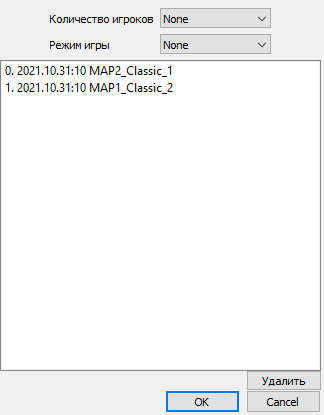 Количество игроков None
Режим игры None
0. 2021.10.31:10 MAP2_Classic_1
1. 2021.10.31:10 MAP1_Classic_2
Удалить
OK Cancel